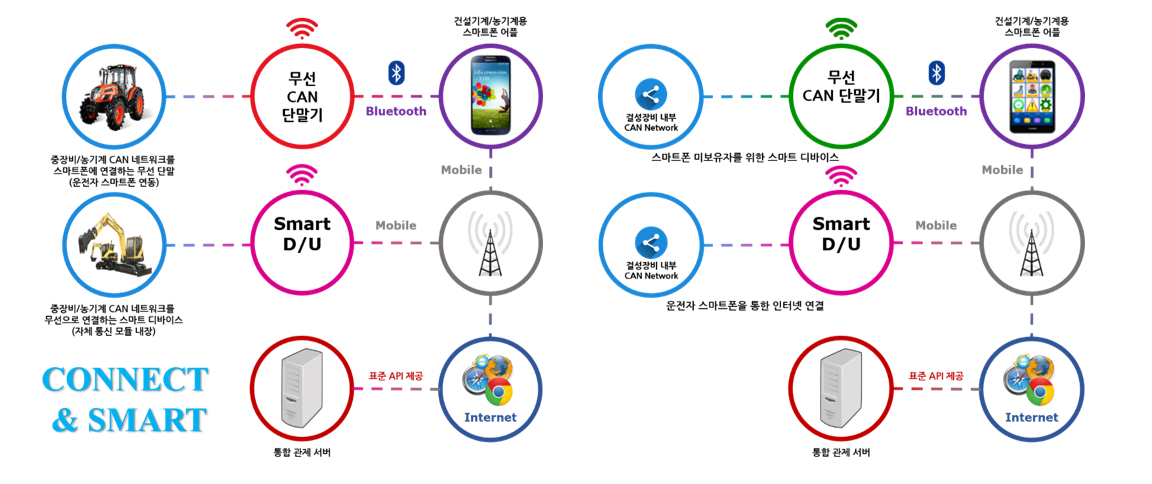 건설기계/농기계용
스마트폰 어플
무선
CAN
단말기
Bluetooth
중장비/농기계 CAN 네트워크를
스마트폰에 연결하는 무선 단말
(운전자 스마트폰 연동)
Mobile
Smart
D/U
Mobile
중장비/농기계 CAN 네트워크를
무선으로 연결하는 스마트 디바이스
(자체 통신 모듈 내장)
CONNECT
& SMART
표준 API 제공
Internet
통합 관제 서버
건설기계/농기계용
스마트폰 어플
무선
CAN 단말기
Bluetooth
걸성장비 내부
CAN Network
스마트폰 미보유자를 위한 스마트 디바이스
Mobile
Smart
D/U
Mobile
걸성장비 내부
CAN Network
운전자 스마트폰을 통한 인터넷 연결
표준 API 제공
Internet
통합 관제 서버